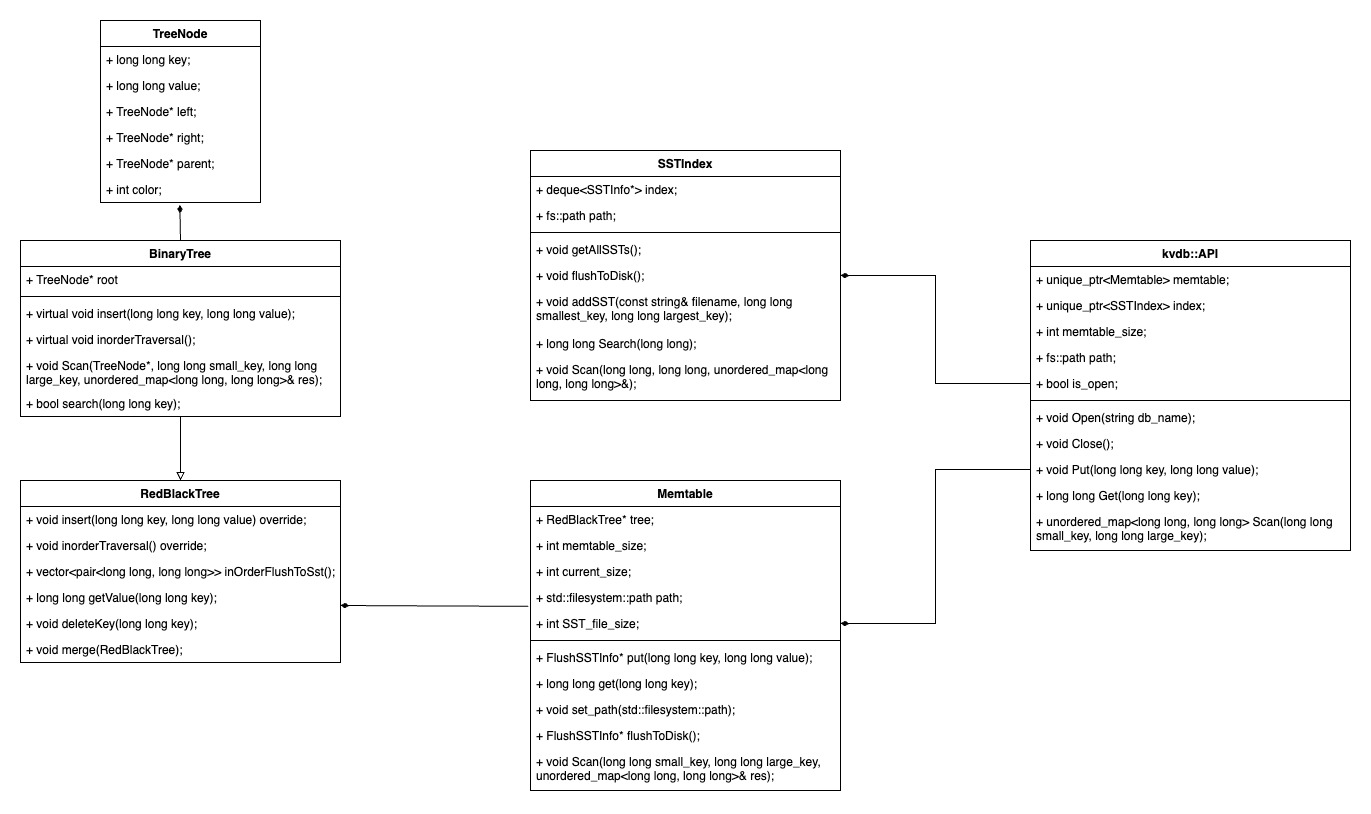 TreeNode
+ long long key;
+ long long value;
+ TreeNode* left;
+ TreeNode* right;
+ TreeNode* parent;
+ int color;
BinaryTree
+ TreeNode* root
+ virtual void insert(long long key, long long value);
+ virtual void inorderTraversal();
+ void Scan(TreeNode*, long long small_key, long long
large_key, unordered_map<long long, long long>& res);
+ bool search(long long key);
RedBlackTree
+ void insert(long long key, long long value) override;
+ void inorderTraversal() override;
+ vector<pair<long long, long long>> inOrderFlushToSst();
+ long long getValue(long long key);
+ void deleteKey(long long key);
+ void merge(RedBlackTree);
SSTIndex
+ deque<SSTInfo*> index;
+ fs::path path;
+ void getAllSSTs();
+ void flushToDisk();
+ void addSST(const string& filename, long long
smallest_key, long long largest_key);
+ long long Search(long long);
+ void Scan(long long, long long, unordered_map<long
long, long long>&);
Memtable
+ RedBlackTree* tree;
+ int memtable_size;
+ int current_size;
+ std::filesystem::path path;
+ int SST_file_size;
+ FlushSSTInfo* put(long long key, long long value);
+ long long get(long long key);
+ void set_path(std::filesystem::path);
+ FlushSSTInfo* flushToDisk();
+ void Scan(long long small_key, long long large_key,
unordered_map<long long, long long>& res);
kvdb::API
+ unique_ptr<Memtable> memtable;
+ unique_ptr<SSTIndex> index;
+ int memtable_size;
+ fs::path path;
+ bool is_open;
+ void Open(string db_name);
+ void Close();
+ void Put(long long key, long long value);
+ long long Get(long long key);
+ unordered_map<long long, long long> Scan(long long
small_key, long long large_key);